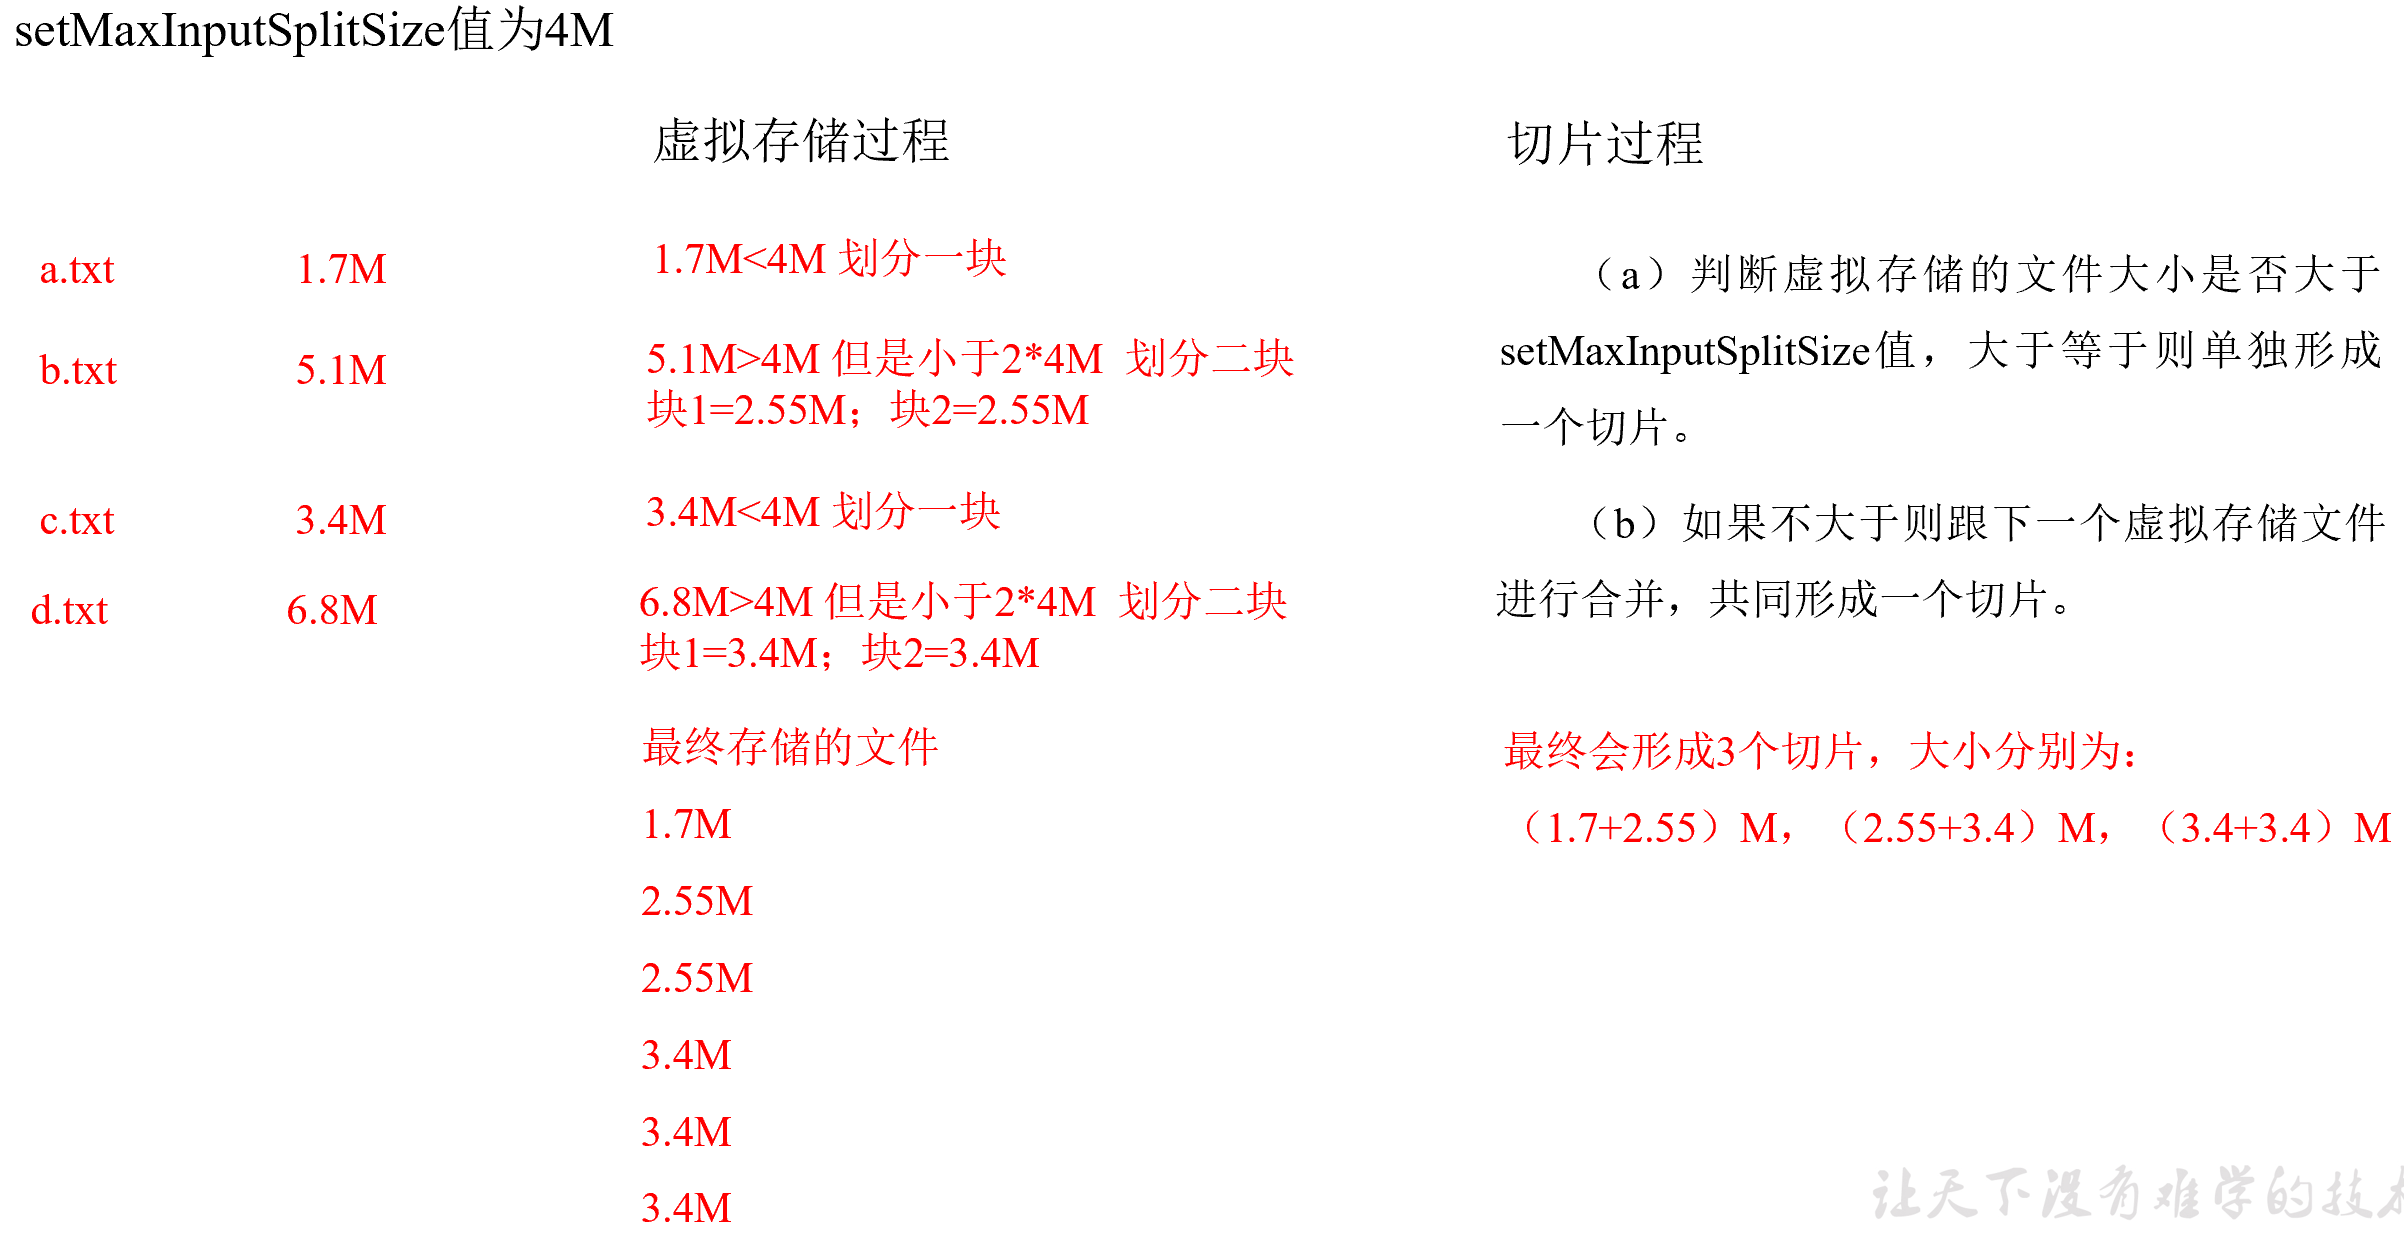 setMaxInputSplitSize值为4M
虚拟存储过程
切片过程
a.txt 1.7M 1.7M<4M 划分一块
b.txt 5.1M 5.1M>4M 但是小于2*4M 划分二块
块1=2.55M；块2=2.55M
c.txt 3.4M 3.4M<4M 划分一块
d.txt 6.8M 6.8M>4M 但是小于2*4M 划分二块
块1=3.4M；块2=3.4M
最终存储的文件
1.7M
2.55M
2.55M
3.4M
3.4M
3.4M
（a）判断虚拟存储的文件大小是否大于
setMaxInputSplitSize值，大于等于则单独形成
一个切片。
（b）如果不大于则跟下一个虚拟存储文件
进行合并，共同形成一个切片。
最终会形成3个切片，大小分别为：
（1.7+2.55）M，（2.55+3.4）M，（3.4+3.4）M
让天下没有难学的技术